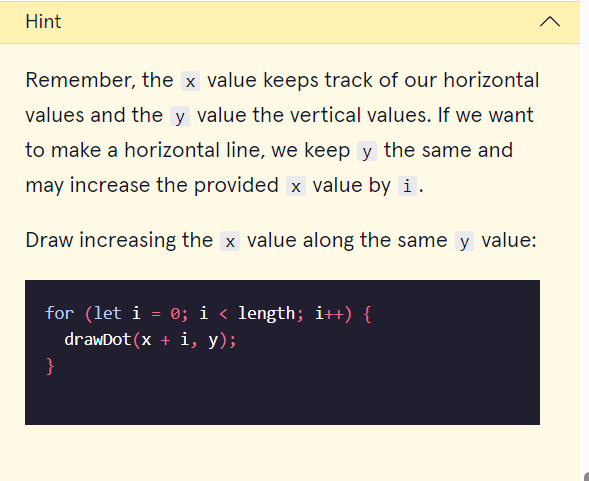 Hint
Remember, the x value keeps track of our horizontal
values and the y value the vertical values. If we want
to make a horizontal line, we keep y the same and
may increase the provided x value by i.
Draw increasing the x value along the same y value:
for (let i = 0; i < length; i++) {
  drawDot(x + i, y);
}